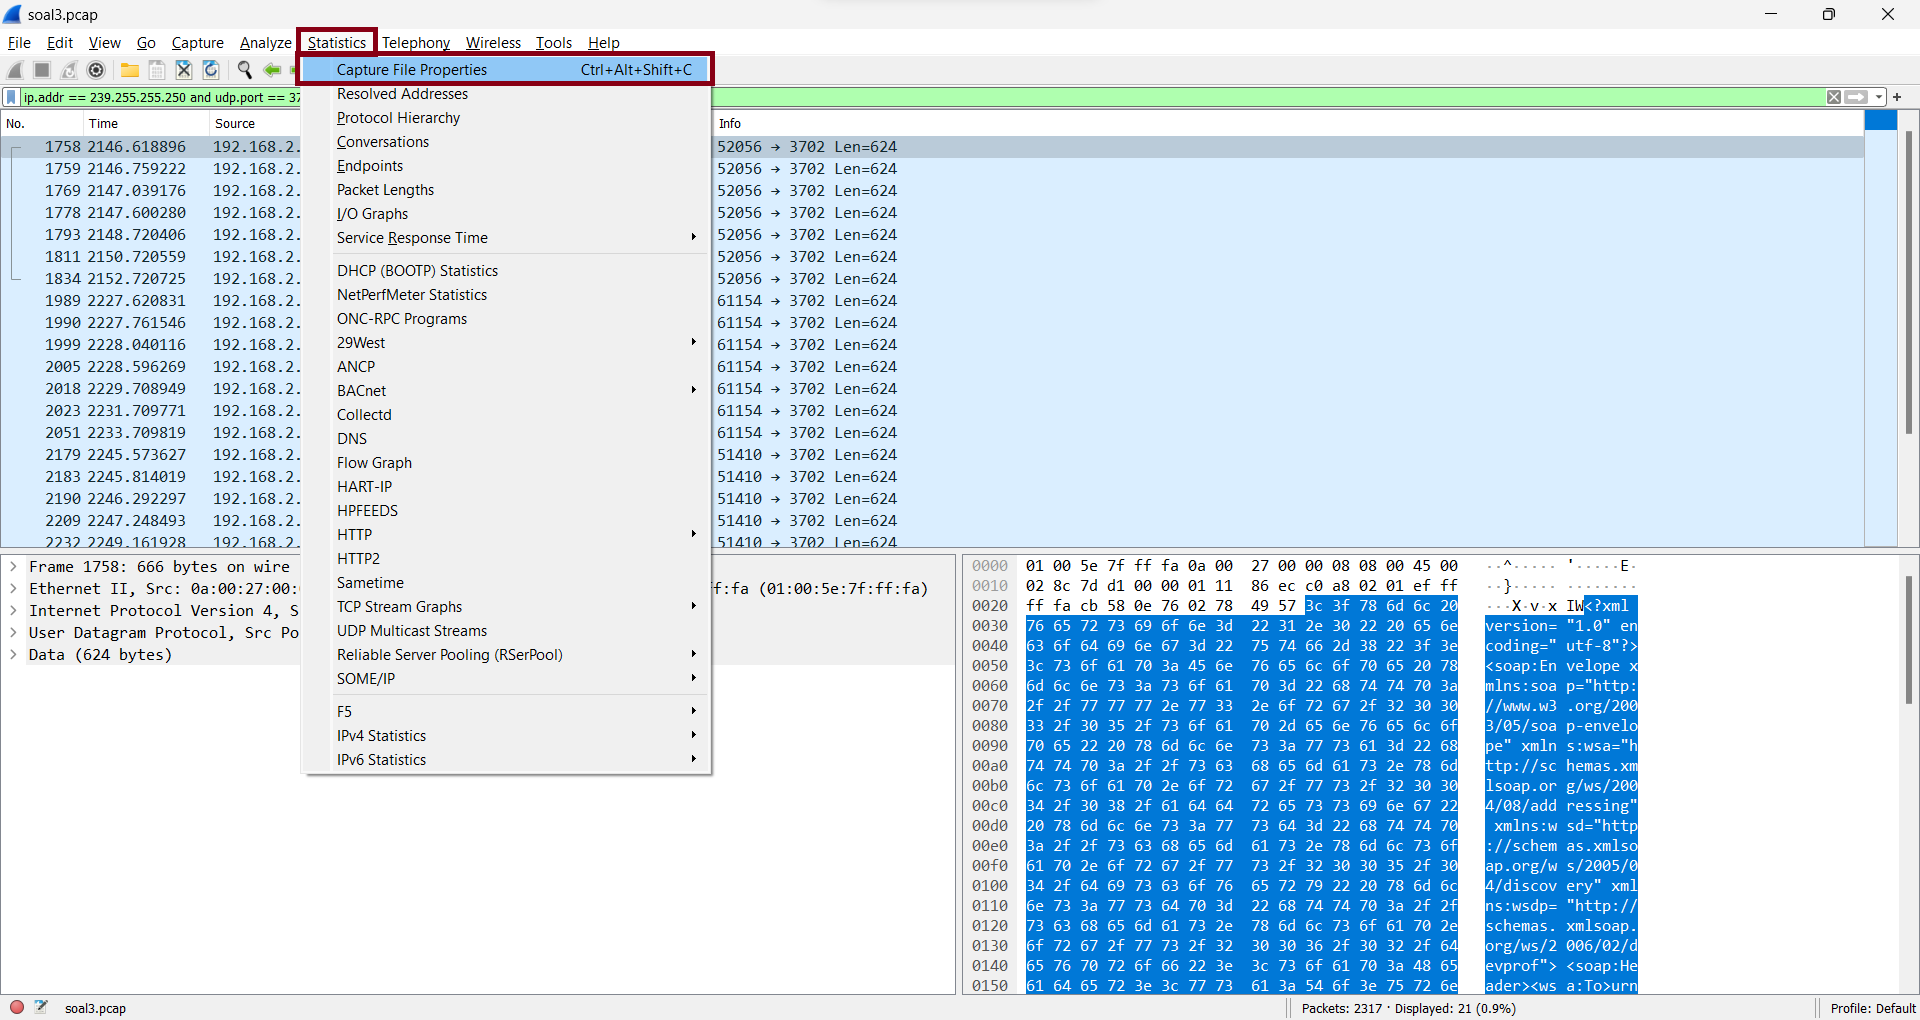 soal3.pcap
File Edit View Go Capture Analyze Statistics Telephony Wireless Tools Help
Capture File Properties Ctrl+Alt+Shift+C
ip.addr == 239.255.255.250 and udp.port == 37
Resolved Addresses
Protocol Hierarchy
Conversations
Endpoints
Packet Lengths
I/O Graphs
Service Response Time
DHCP (BOOTP) Statistics
NetPerfMeter Statistics
ONC-RPC Programs
29West
ANCP
BACnet
Collectd
DNS
Flow Graph
HART-IP
HPFEEDS
HTTP
HTTP2
Sametime
TCP Stream Graphs
UDP Multicast Streams
Reliable Server Pooling (RSerPool)
SOME/IP
F5
IPv4 Statistics
IPv6 Statistics
No. Time Source Info
1758 2146.618896 192.168.2. 52056 → 3702 Len=624
1759 2146.759222 192.168.2. 52056 → 3702 Len=624
1769 2147.039176 192.168.2. 52056 → 3702 Len=624
1778 2147.600280 192.168.2. 52056 → 3702 Len=624
1793 2148.720406 192.168.2. 52056 → 3702 Len=624
1811 2150.720559 192.168.2. 52056 → 3702 Len=624
1834 2152.720725 192.168.2. 52056 → 3702 Len=624
1989 2227.620831 192.168.2. 61154 → 3702 Len=624
1990 2227.761546 192.168.2. 61154 → 3702 Len=624
1999 2228.040116 192.168.2. 61154 → 3702 Len=624
2005 2228.596269 192.168.2. 61154 → 3702 Len=624
2018 2229.708949 192.168.2. 61154 → 3702 Len=624
2023 2231.709771 192.168.2. 61154 → 3702 Len=624
2051 2233.709819 192.168.2. 61154 → 3702 Len=624
2179 2245.573627 192.168.2. 51410 → 3702 Len=624
2183 2245.814019 192.168.2. 51410 → 3702 Len=624
2190 2246.292297 192.168.2. 51410 → 3702 Len=624
2209 2247.248493 192.168.2. 51410 → 3702 Len=624
2232 2249.161928 192.168.2. 51410 → 3702 Len=624
Frame 1758: 666 bytes on wire
Ethernet II, Src: 0a:00:27:00: ff:fa (01:00:5e:7f:ff:fa)
Internet Protocol Version 4, S
User Datagram Protocol, Src Po
Data (624 bytes)
0000 01 00 5e 7f ff fa 0a 00 27 00 00 08 08 00 45 00 ··^····· '·····E·
0010 02 8c 7d d1 00 00 01 11 86 ec c0 a8 02 01 ef ff ··}····· ········
0020 ff fa cb 58 0e 76 02 78 49 57 3c 3f 78 6d 6c 20 ···X·v·x IW<?xml
0030 76 65 72 73 69 6f 6e 3d 22 31 2e 30 22 20 65 6e version= "1.0" en
0040 63 6f 64 69 6e 67 3d 22 75 74 66 2d 38 22 3f 3e coding=" utf-8"?>
0050 3c 73 6f 61 70 3a 45 6e 76 65 6c 6f 70 65 20 78 <soap:En velope x
0060 6d 6c 6e 73 3a 73 6f 61 70 3d 22 68 74 74 70 3a mlns:soa p="http:
0070 2f 2f 77 77 77 2e 77 33 2e 6f 72 67 2f 32 30 30 //www.w3 .org/200
0080 33 2f 30 35 2f 73 6f 61 70 2d 65 6e 76 65 6c 6f 3/05/soa p-envelo
0090 70 65 22 20 78 6d 6c 6e 73 3a 77 73 61 3d 22 68 pe" xmln s:wsa="h
00a0 74 74 70 3a 2f 2f 73 63 68 65 6d 61 73 2e 78 6d ttp://sc hemas.xm
00b0 6c 73 6f 61 70 2e 6f 72 67 2f 77 73 2f 32 30 30 lsoap.or g/ws/200
00c0 34 2f 30 38 2f 61 64 64 72 65 73 73 69 6e 67 22 4/08/add ressing"
00d0 20 78 6d 6c 6e 73 3a 77 73 64 3d 22 68 74 74 70 xmlns:w sd="http
00e0 3a 2f 2f 73 63 68 65 6d 61 73 2e 78 6d 6c 73 6f ://schem as.xmlso
00f0 61 70 2e 6f 72 67 2f 77 73 2f 32 30 30 35 2f 30 ap.org/w s/2005/0
0100 34 2f 64 69 73 63 6f 76 65 72 79 22 20 78 6d 6c 4/discov ery" xml
0110 6e 73 3a 77 73 64 70 3d 22 68 74 74 70 3a 2f 2f ns:wsdp= "http://
0120 73 63 68 65 6d 61 73 2e 78 6d 6c 73 6f 61 70 2e schemas. xmlsoap.
0130 6f 72 67 2f 77 73 2f 32 30 30 36 2f 30 32 2f 64 org/ws/2 006/02/d
0140 65 76 70 72 6f 66 22 3e 3c 73 6f 61 70 3a 48 65 evprof"> <soap:He
0150 61 64 65 72 3e 3c 77 73 61 3a 54 6f 3e 75 72 6e ader><ws a:To>urn
soal3.pcap Packets: 2317 · Displayed: 21 (0.9%) Profile: Default